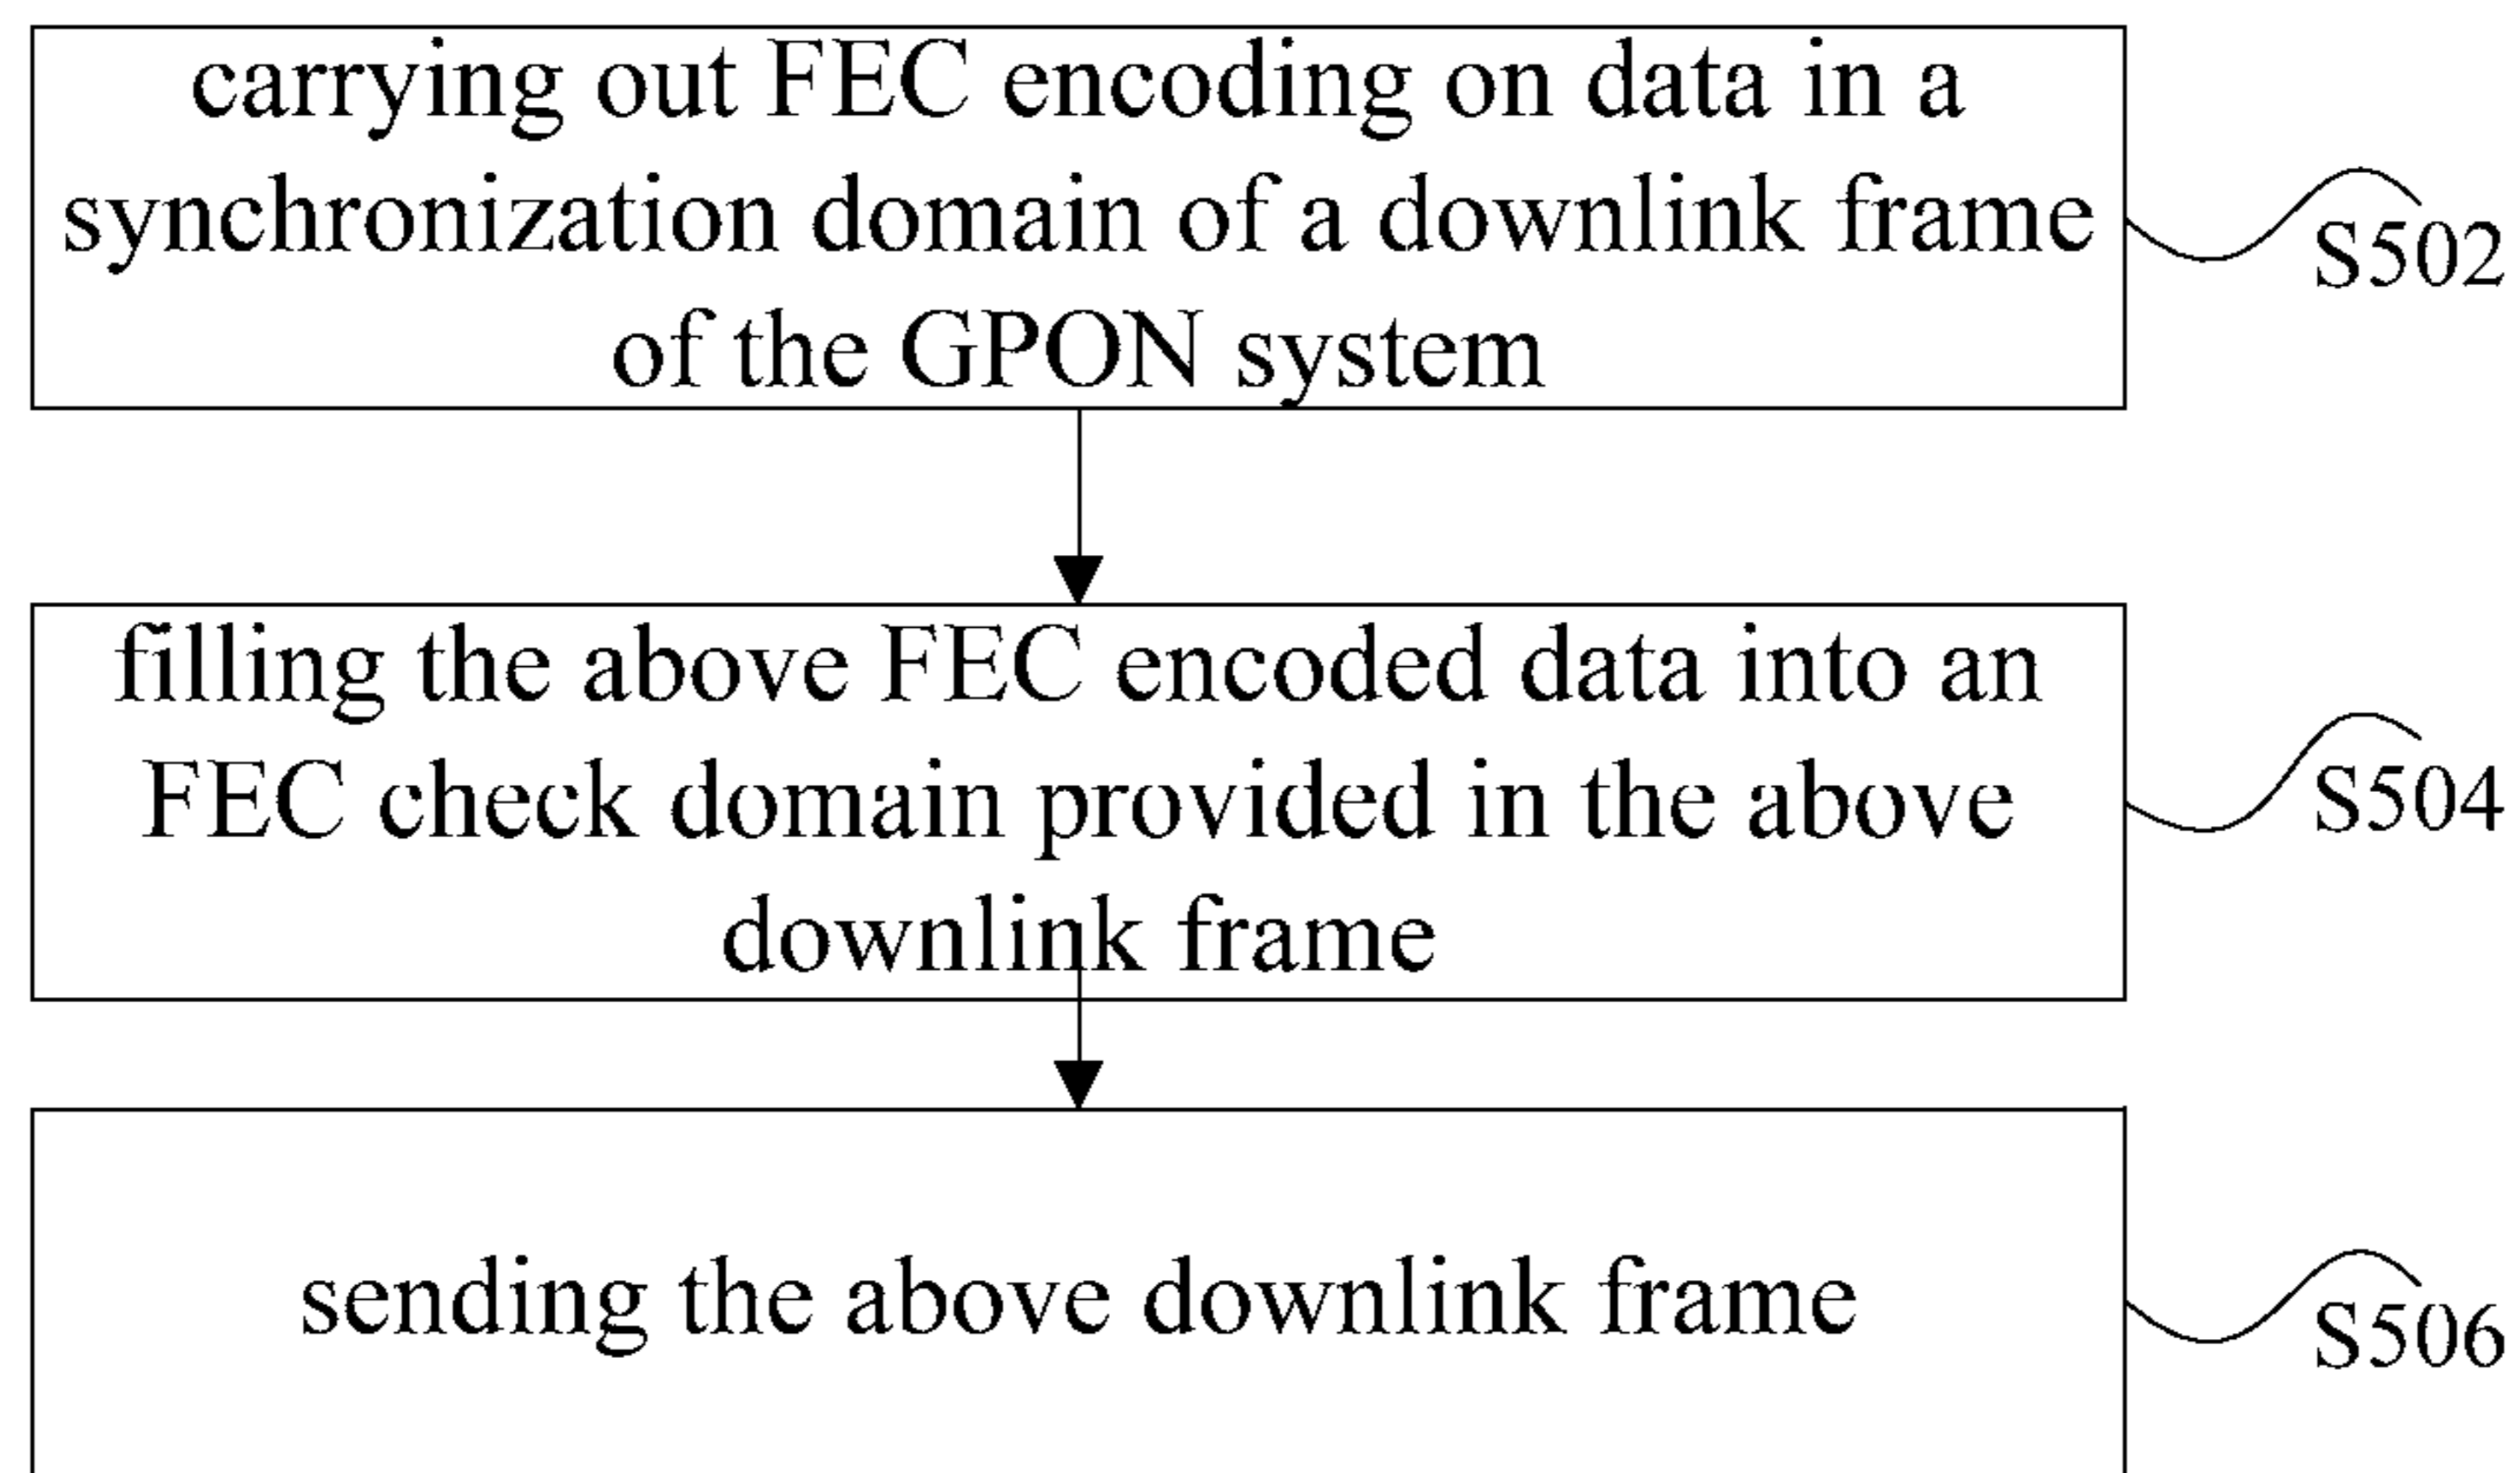 carrying out FEC encoding on data in a
synchronization domain of a downlink frame
of the GPON system
S502
filling the above FEC encoded data into an
FEC check domain provided in the above
downlink frame
S504
sending the above downlink frame
S506